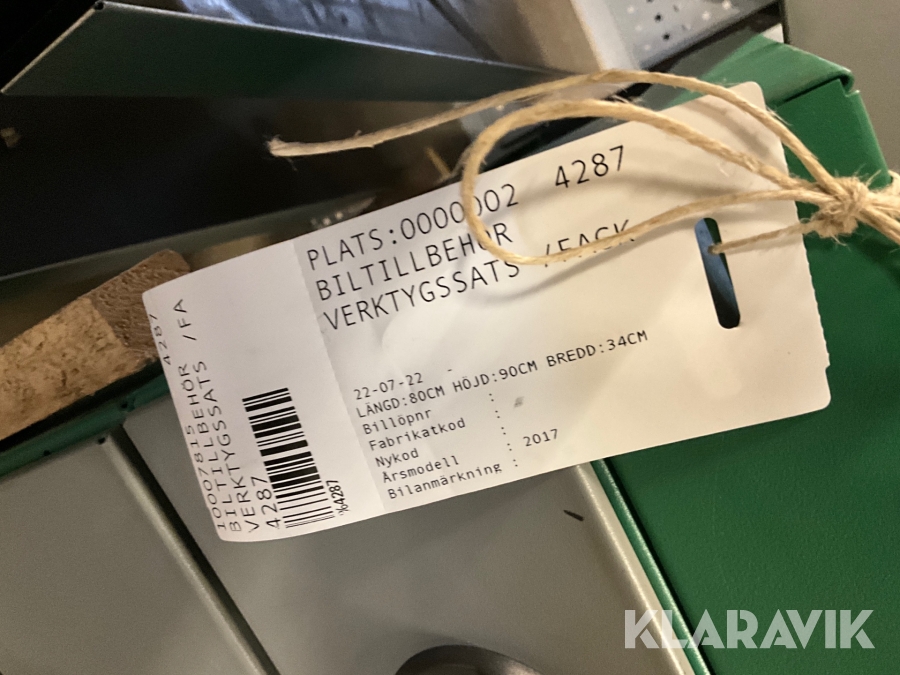 PLATS:0000002 4287
BILTILLBEHÖR
VERKTYGSSATS /FACK
22-07-22 -
LÄNGD:80CM HÖJD:90CM BREDD:34CM
Billöpnr :
Fabrikatkod :
Nykod
Årsmodell : 2017
Bilanmärkning :
1007815 4287
BILTILLBEHÖR
VERKTYGSSATS /FA
4287
%4287
KLARAVIK